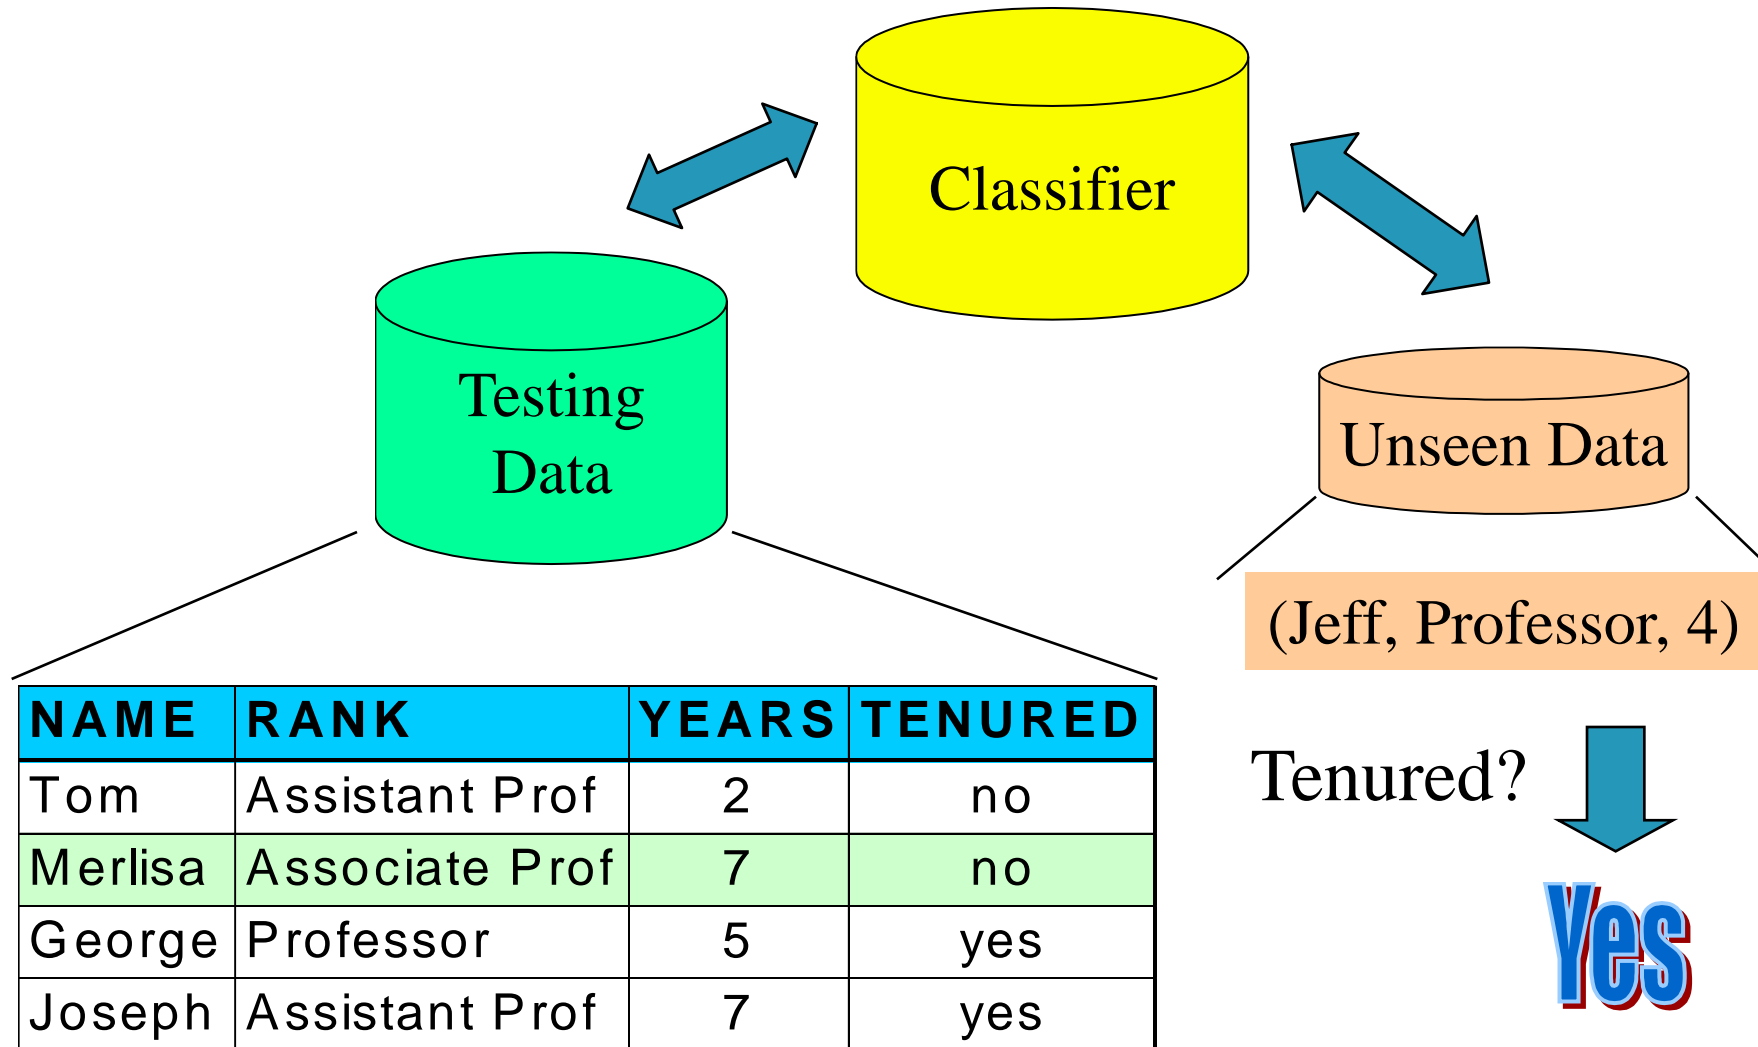 Classifier
Testing
Data
Unseen Data
(Jeff, Professor, 4)
NAME RANK YEARS TENURED
Tom Assistant Prof 2 no
Merlisa Associate Prof 7 no
George Professor 5 yes
Joseph Assistant Prof 7 yes
Tenured?
Yes